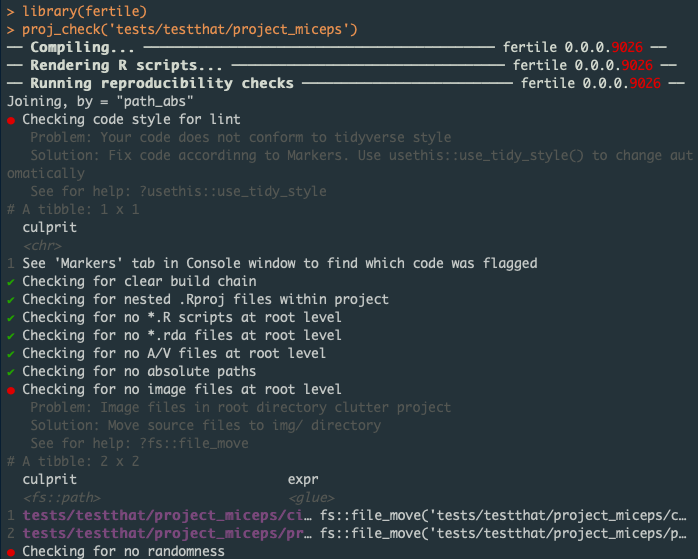 > library(fertile)
> proj_check('tests/testthat/project_miceps')
── Compiling... ──────────────────────────────────────── fertile 0.0.0.9026 ──
── Rendering R scripts... ─────────────────────────────── fertile 0.0.0.9026 ──
── Running reproducibility checks ──────────────────────── fertile 0.0.0.9026 ──
Joining, by = "path_abs"
● Checking code style for lint
Problem: Your code does not conform to tidyverse style
Solution: Fix code accordinng to Markers. Use usethis::use_tidy_style() to change aut
omatically
See for help: ?usethis::use_tidy_style
# A tibble: 1 x 1
culprit
<chr>
1 See 'Markers' tab in Console window to find which code was flagged
✔ Checking for clear build chain
✔ Checking for nested .Rproj files within project
✔ Checking for no *.R scripts at root level
✔ Checking for no *.rda files at root level
✔ Checking for no A/V files at root level
✔ Checking for no absolute paths
● Checking for no image files at root level
Problem: Image files in root directory clutter project
Solution: Move source files to img/ directory
See for help: ?fs::file_move
# A tibble: 2 x 2
culprit expr
<fs::path> <glue>
1 tests/testthat/project_miceps/ci… fs::file_move('tests/testthat/project_miceps/c…
2 tests/testthat/project_miceps/pr… fs::file_move('tests/testthat/project_miceps/p…
● Checking for no randomness